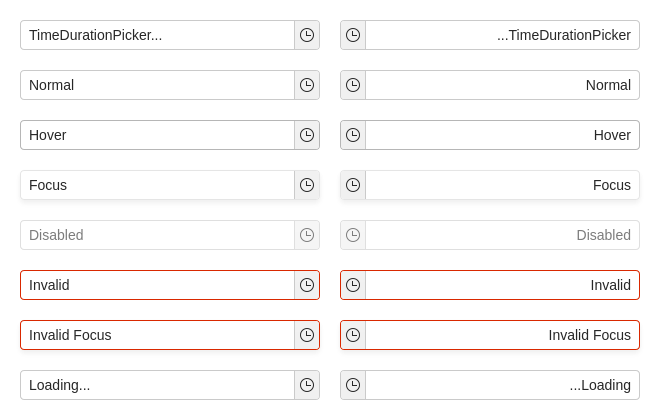 TimeDurationPicker...
...TimeDurationPicker
Normal
Normal
Hover
Hover
Focus
Focus
Disabled
Disabled
Invalid
Invalid
Invalid Focus
Invalid Focus
Loading...
...Loading